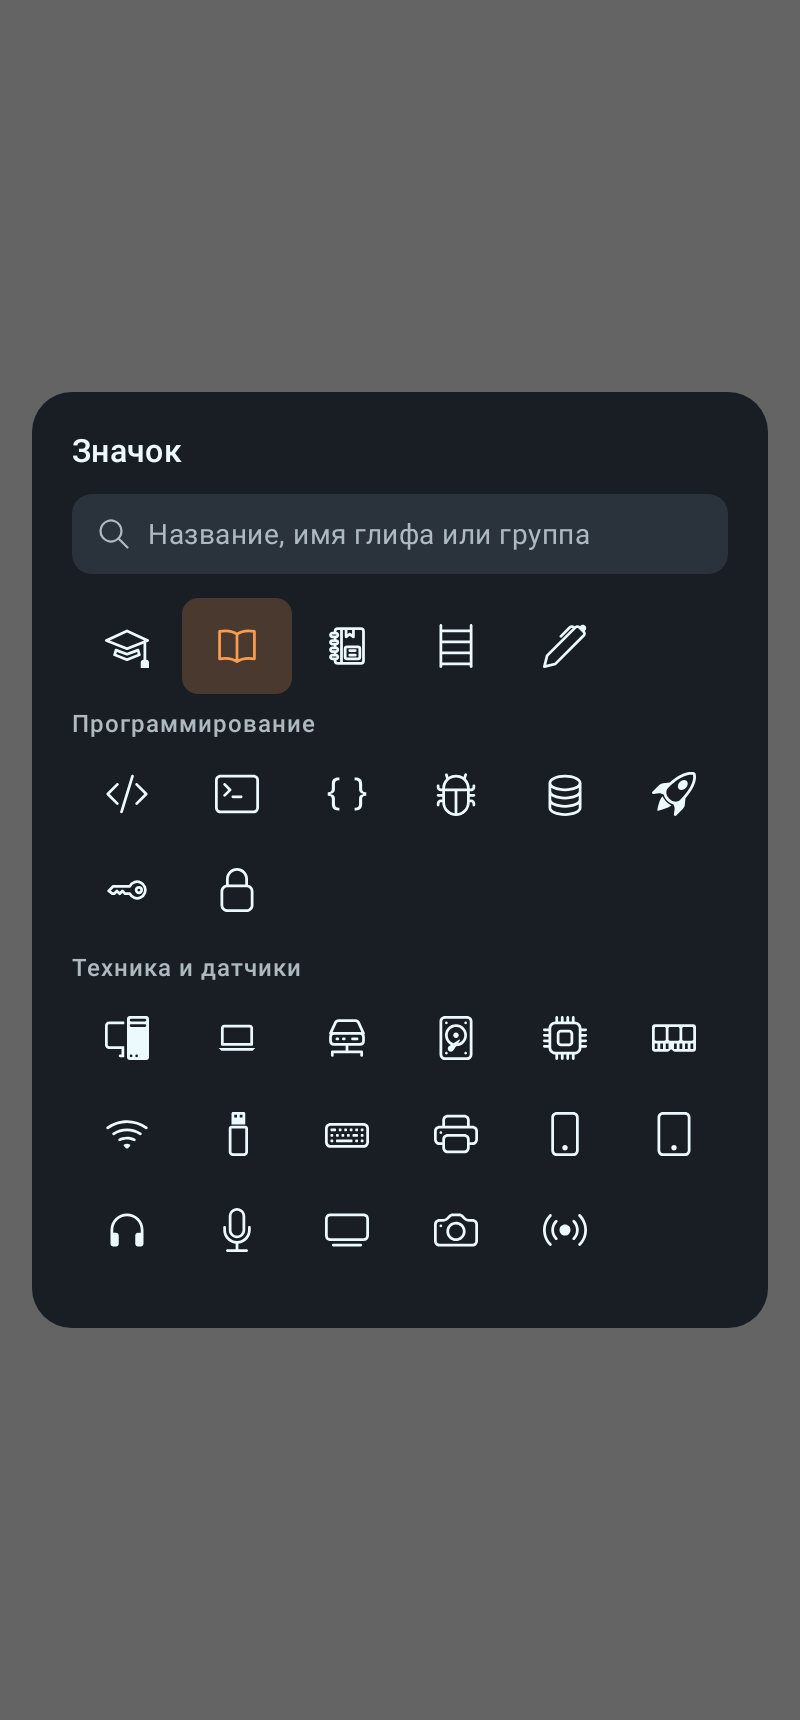 Значок
Название, имя глифа или группа
Программирование
Техника и датчики